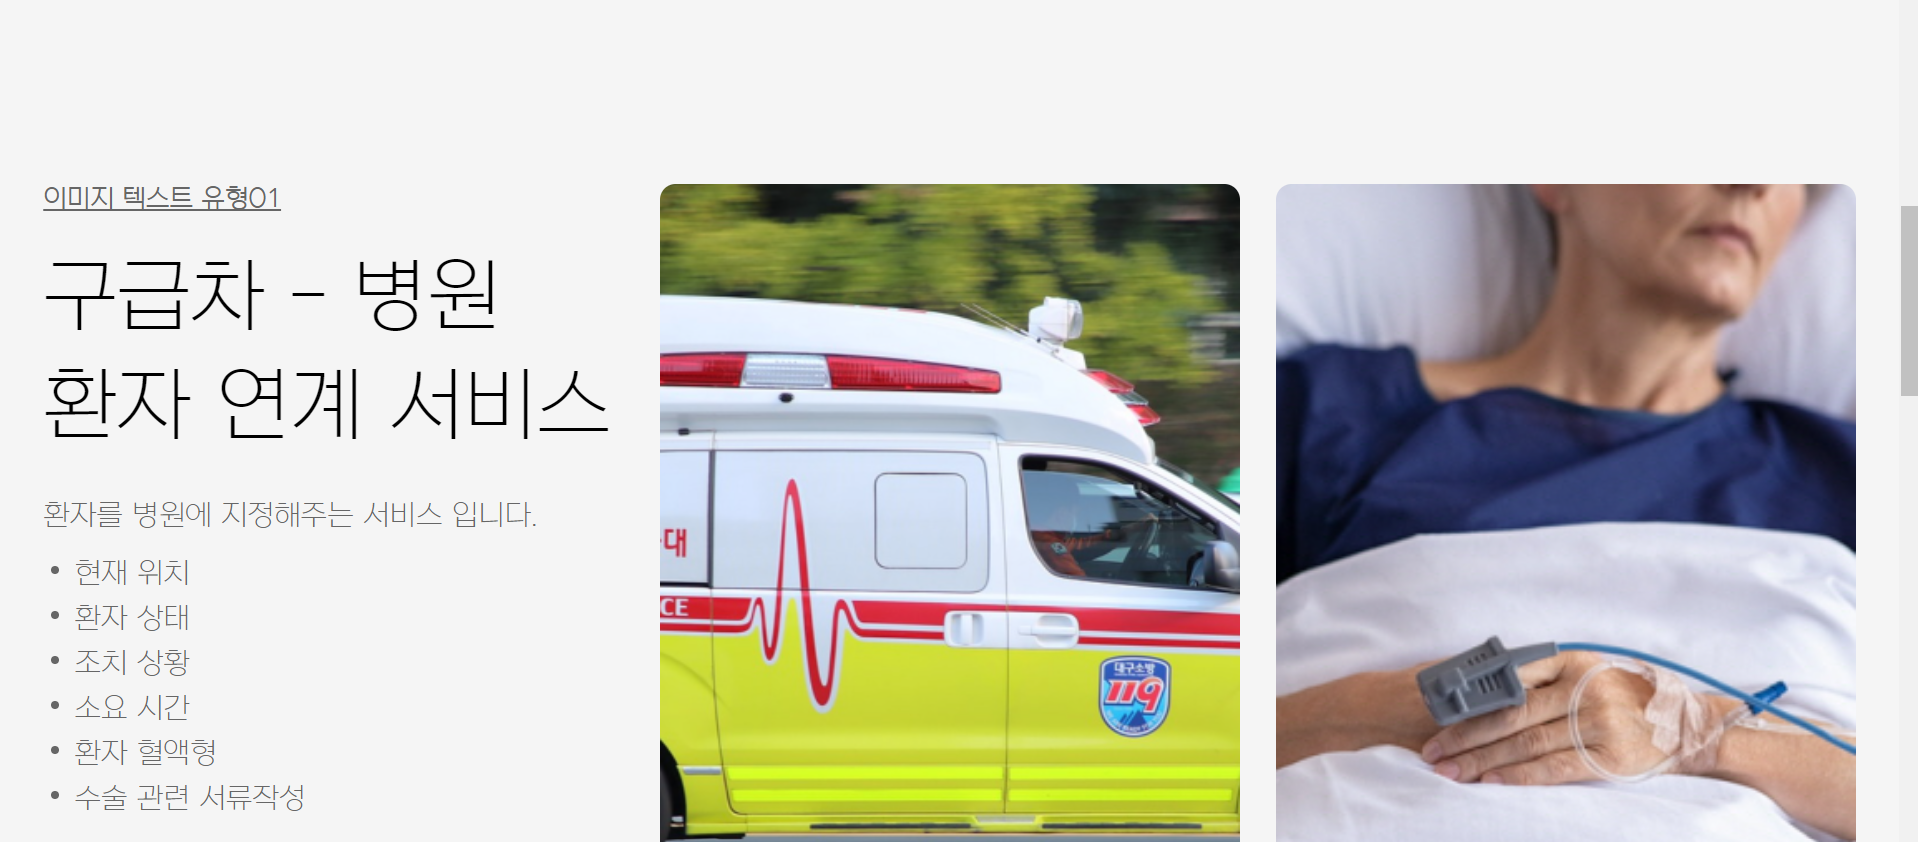 이미지 텍스트 유형01
구급차 - 병원
환자 연계 서비스
환자를 병원에 지정해주는 서비스 입니다.
• 현재 위치
• 환자 상태
• 조치 상황
• 소요 시간
• 환자 혈액형
• 수술 관련 서류작성
대
CE
대구소방
119